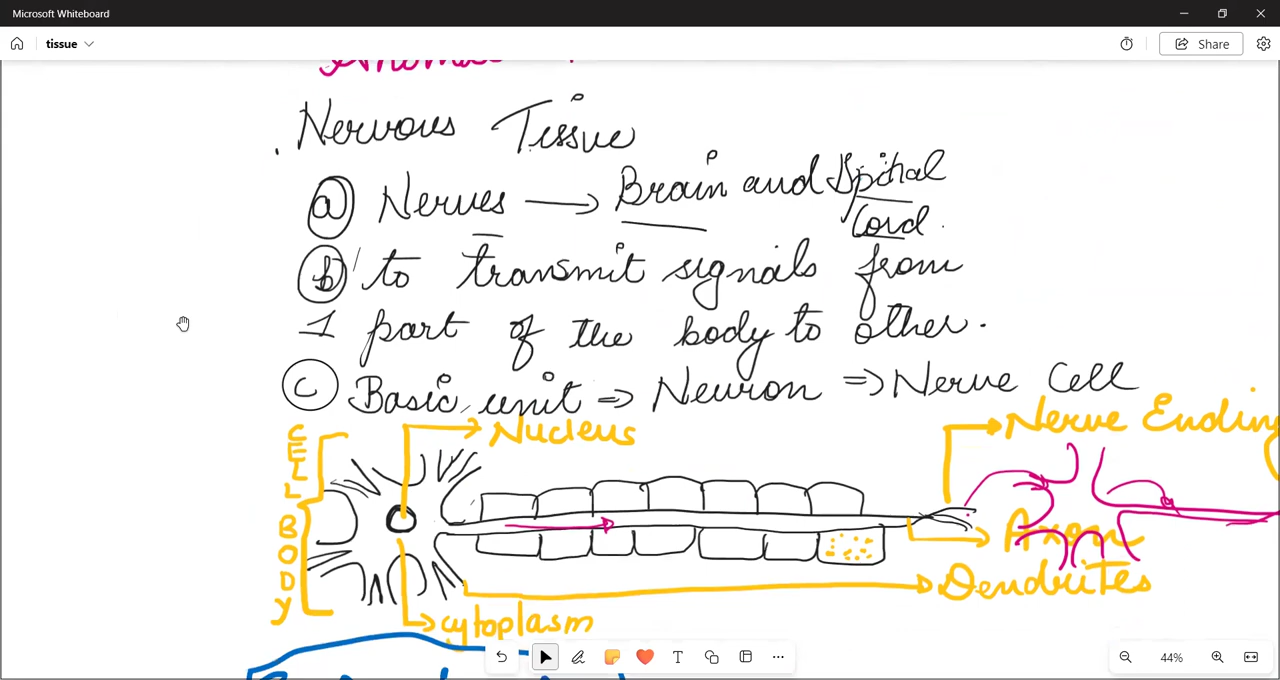 Microsoft Whiteboard
tissue
Share
Nervous Tissue
a Nerves → Brain and Spinal
Cord.
b to transmit signals from
1 part of the body to other.
c Basic unit ⇒ Neuron ⇒ Nerve Cell
Nucleus
Nerve Ending
CELL
BODY
Axon
Dendrites
cytoplasm
44%